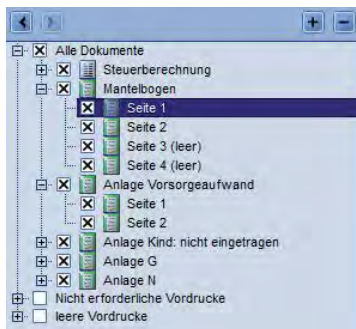 Alle Dokumente
Steuerberechnung
Mantelbogen
Seite 1
Seite 2
Seite 3 (leer)
Seite 4 (leer)
Anlage Vorsorgeaufwand
Seite 1
Seite 2
Anlage Kind: nicht eingetragen
Anlage G
Anlage N
Nicht erforderliche Vordrucke
leere Vordrucke